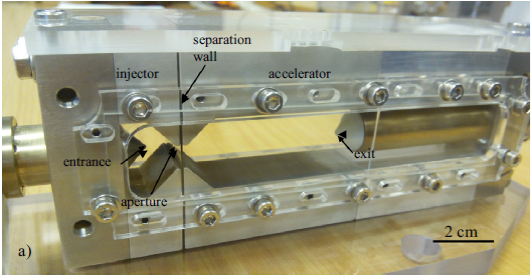 separation
wall
injector
accelerator
entrance
exit
aperture
2 cm
a)